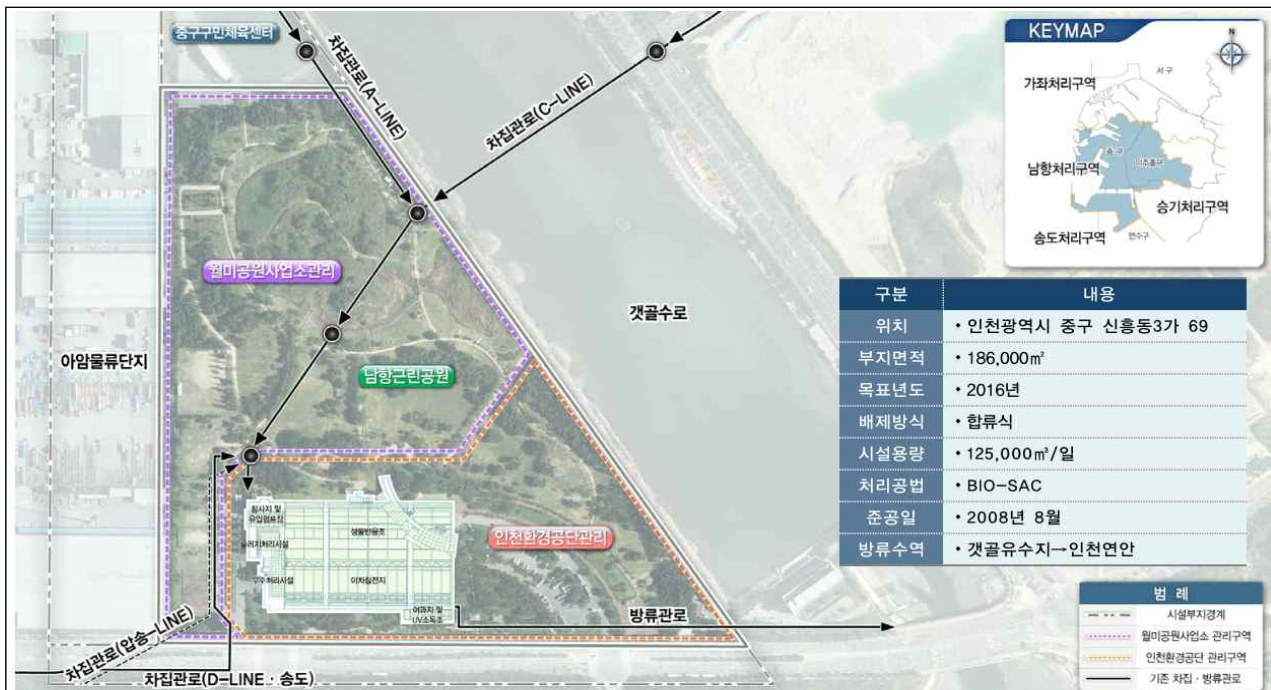 중구구민체육센터
차집관로(A-LINE)
차집관로(C-LINE)
월미공원사업소관리
남항근린공원
아암물류단지
갯골수로
침사지 및
유입펌프장
슬러지처리시설
생물반응조
이차침전지
여과지 및
UV소독조
인천환경공단관리
방류관로
차집관로(압송-LINE)
차집관로(D-LINE · 송도)
KEYMAP
N
서구
가좌처리구역
중구
미추홀구
남항처리구역
승기처리구역
송도처리구역
연수구
구분 내용
위치 • 인천광역시 중구 신흥동3가 69
부지면적 • 186,000㎡
목표년도 • 2016년
배제방식 • 합류식
시설용량 • 125,000㎥/일
처리공법 • BIO-SAC
준공일 • 2008년 8월
방류수역 • 갯골유수지→인천연안
범 례
시설부지경계
월미공원사업소 관리구역
인천환경공단 관리구역
기존 차집 · 방류관로